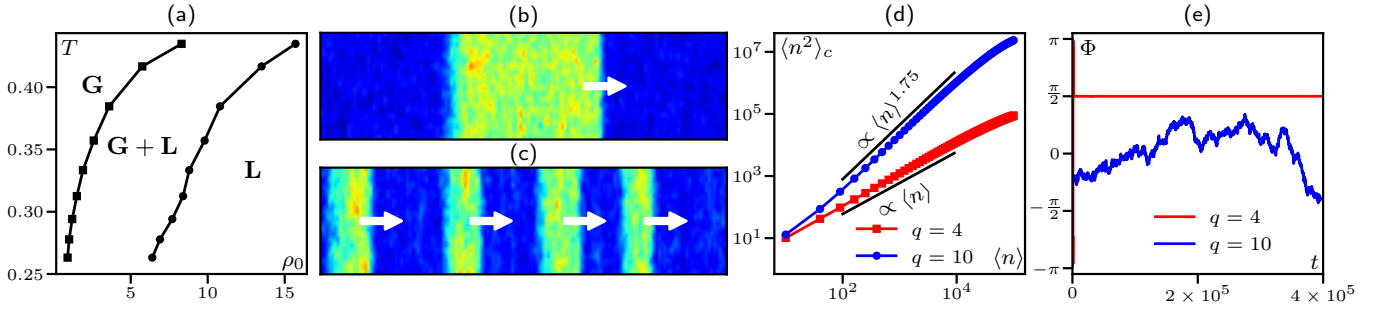 (a)
T
G
G + L
L
ρ₀
0.40
0.35
0.30
0.25
5
10
15
(b)
(c)
(d)
⟨n²⟩c
∝ ⟨n⟩^1.75
∝ ⟨n⟩
q = 4
q = 10
⟨n⟩
10⁷
10⁵
10³
10¹
10²
10⁴
(e)
Φ
π
π/2
0
−π/2
−π
q = 4
q = 10
t
0
2 × 10⁵
4 × 10⁵